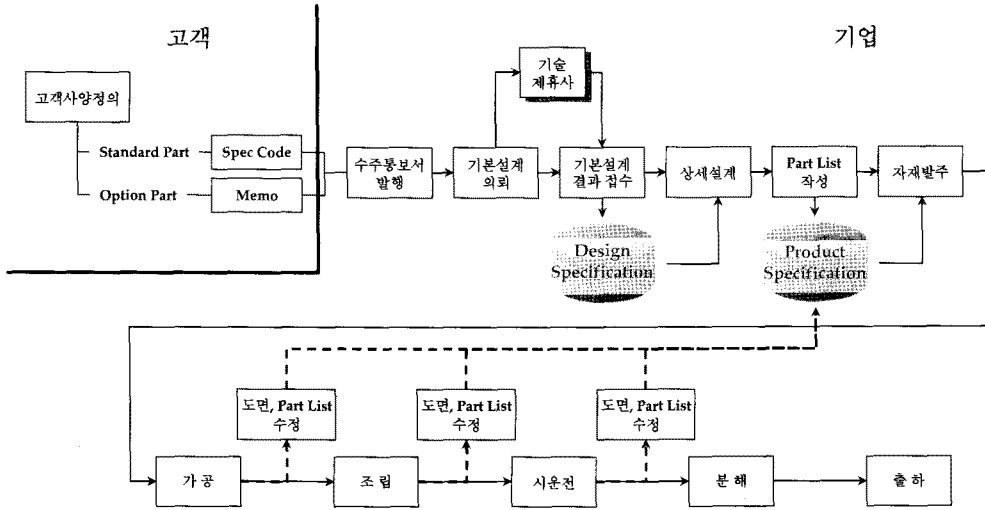 고객
기업
고객사양정의
Standard Part
Spec Code
Option Part
Memo
수주통보서
발행
기본설계
의뢰
기술
제휴사
기본설계
결과 접수
상세설계
Part List
작성
자재발주
Design
Specification
Product
Specification
도면, Part List
수정
도면, Part List
수정
도면, Part List
수정
가 공
조 립
시운전
분 해
출 하